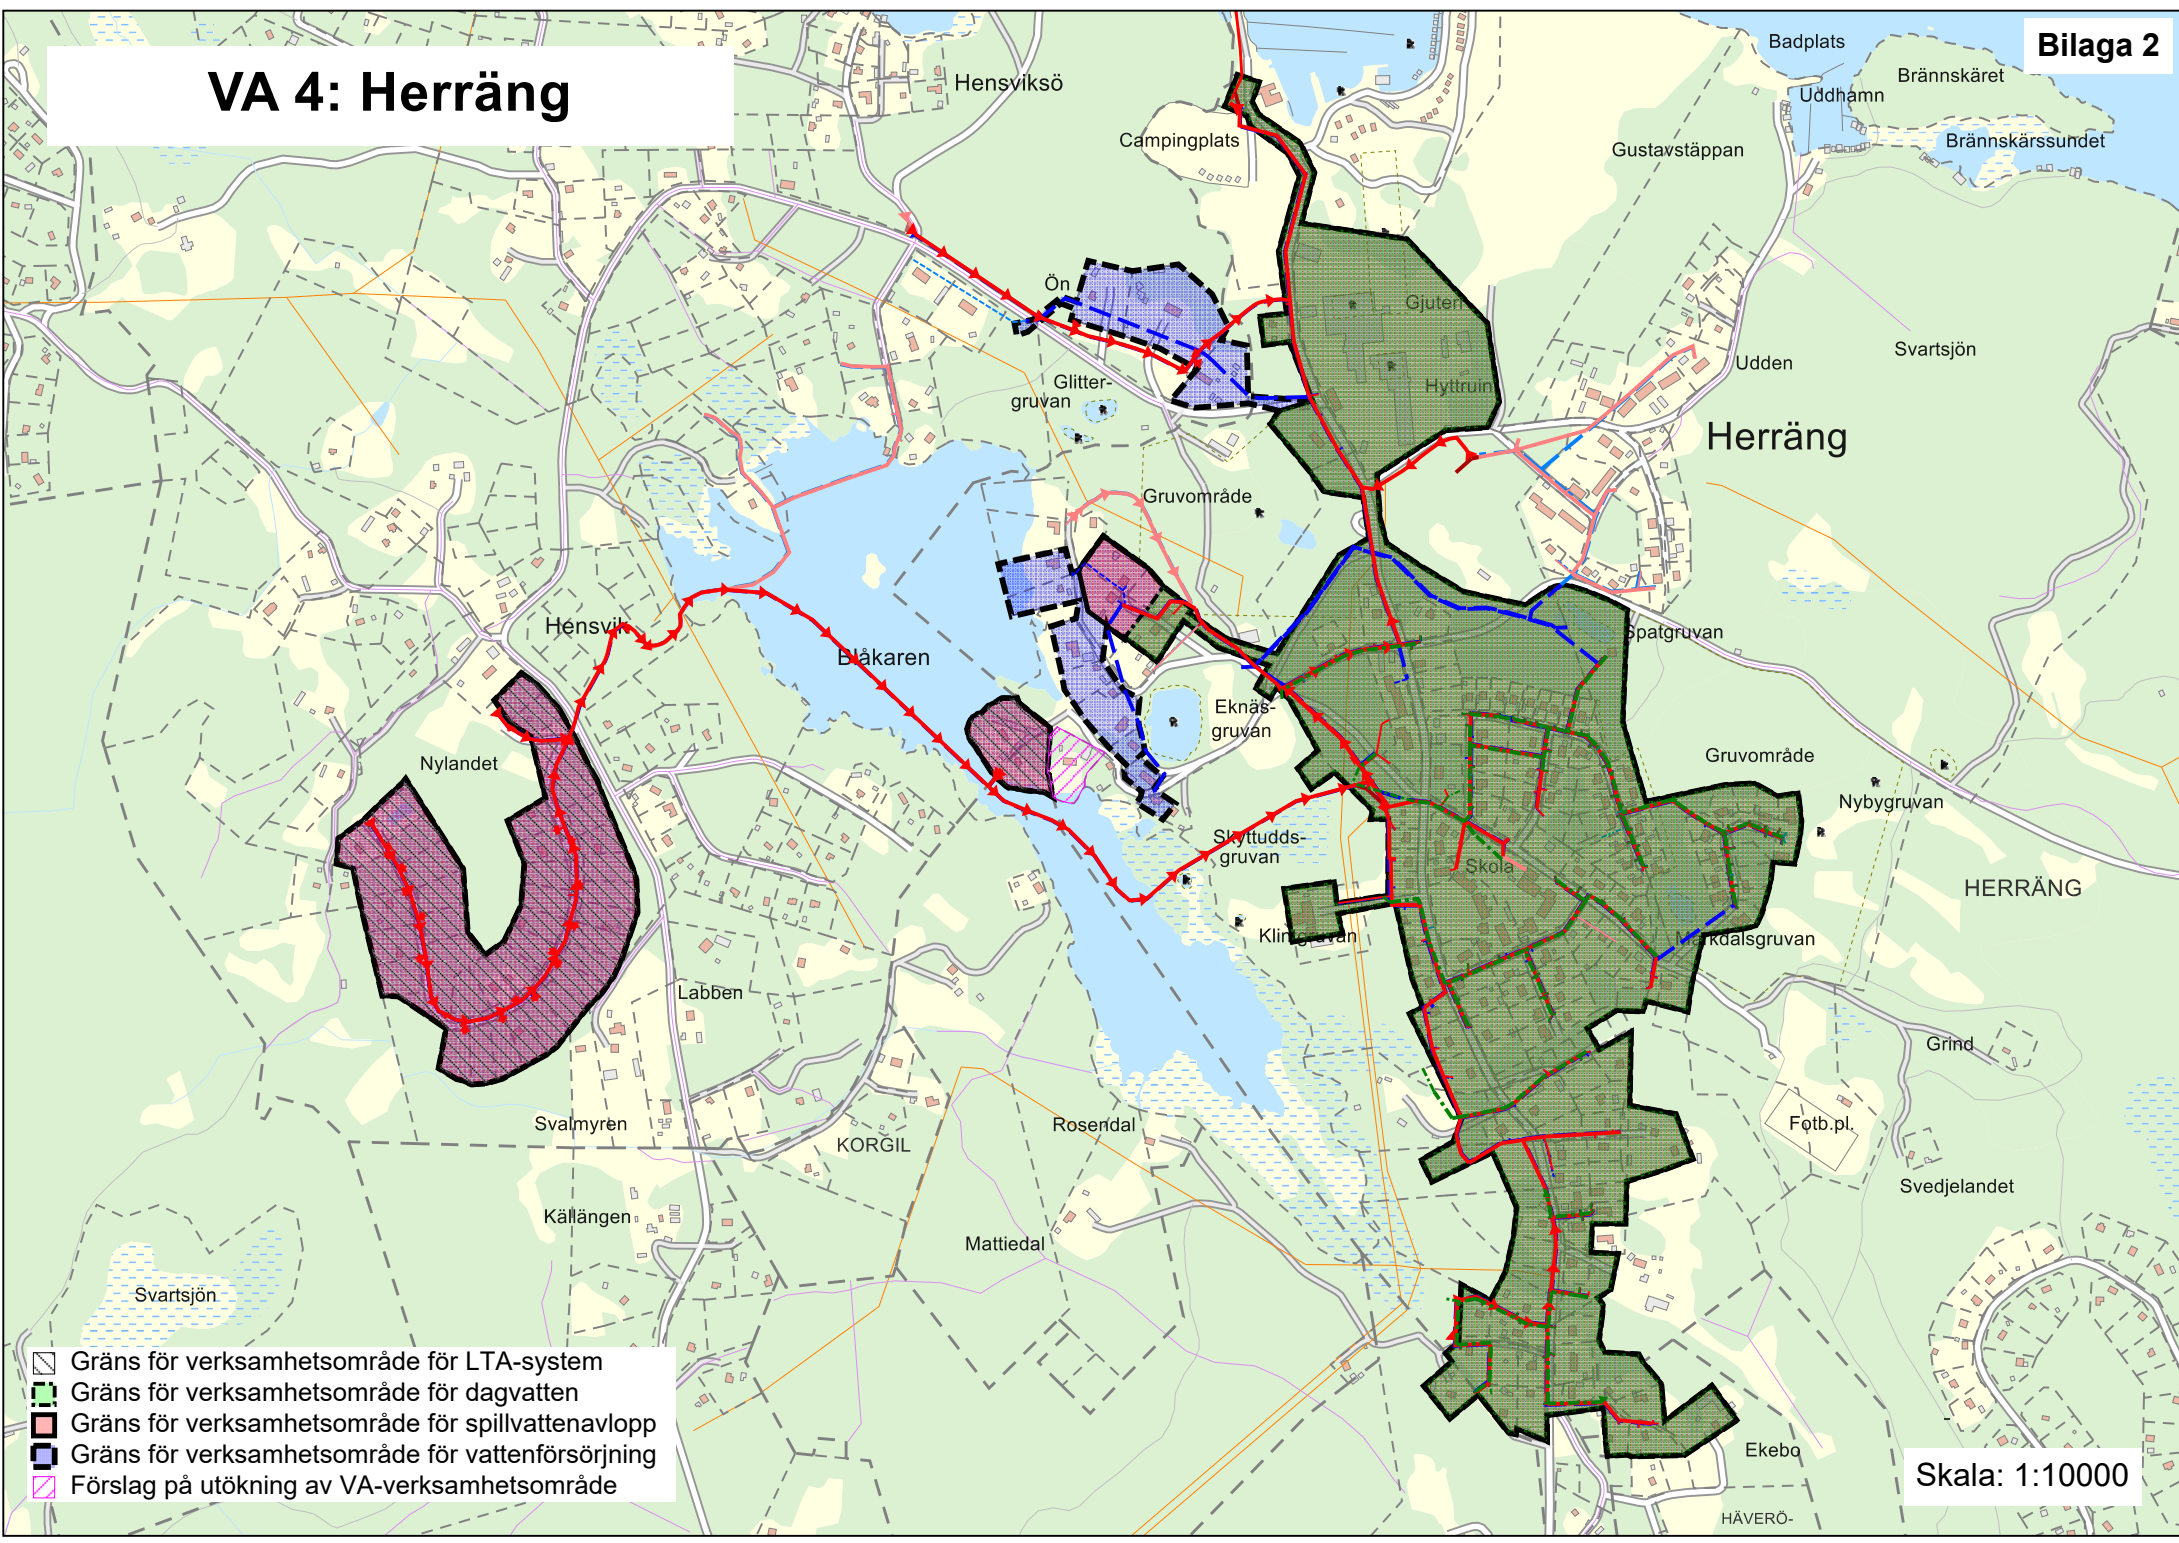 VA 4: Herräng
Bilaga 2
Badplats
Brännskäret
Hensviksö
Uddhamn
Campingplats
Brännskärssundet
Gustavstäppan
Ön
Gjuteri
Svartsjön
Udden
Glitter-
gruvan
Hyttruin
Herräng
Gruvområde
Hensvik
Spatgruvan
Blåkaren
Eknäs-
gruvan
Gruvområde
Nylandet
Nybygruvan
Skyttudds-
gruvan
Skola
HERRÄNG
Klintgruvan
Markdalsgruvan
Labben
Grind
Svalmyren
Rosendal
Fotb.pl.
KORGIL
Svedjelandet
Källängen
Mattiedal
Svartsjön
Gräns för verksamhetsområde för LTA-system
Gräns för verksamhetsområde för dagvatten
Gräns för verksamhetsområde för spillvattenavlopp
Gräns för verksamhetsområde för vattenförsörjning
Förslag på utökning av VA-verksamhetsområde
Ekebo
Skala: 1:10000
HÄVERÖ-